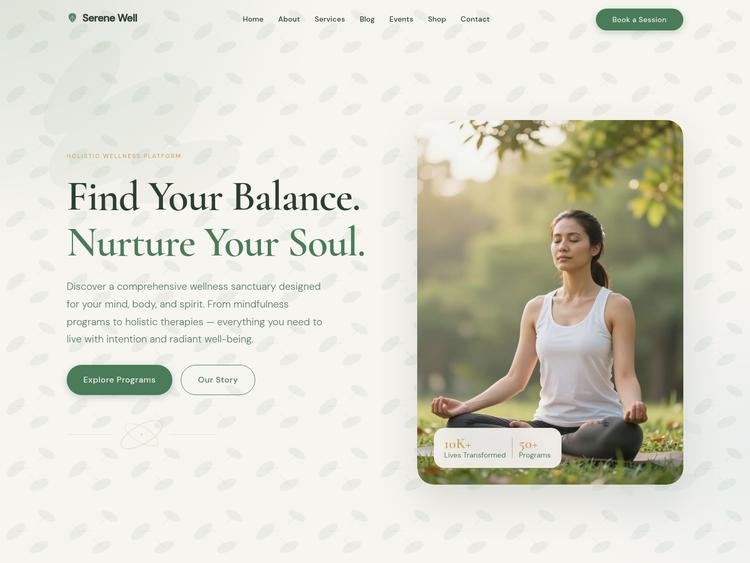 Serene Well
Home About Services Blog Events Shop Contact
Book a Session
HOLISTIC WELLNESS PLATFORM
Find Your Balance.
Nurture Your Soul.
Discover a comprehensive wellness sanctuary designed
for your mind, body, and spirit. From mindfulness
programs to holistic therapies — everything you need to
live with intention and radiant well-being.
Explore Programs
Our Story
10K+
Lives Transformed
50+
Programs